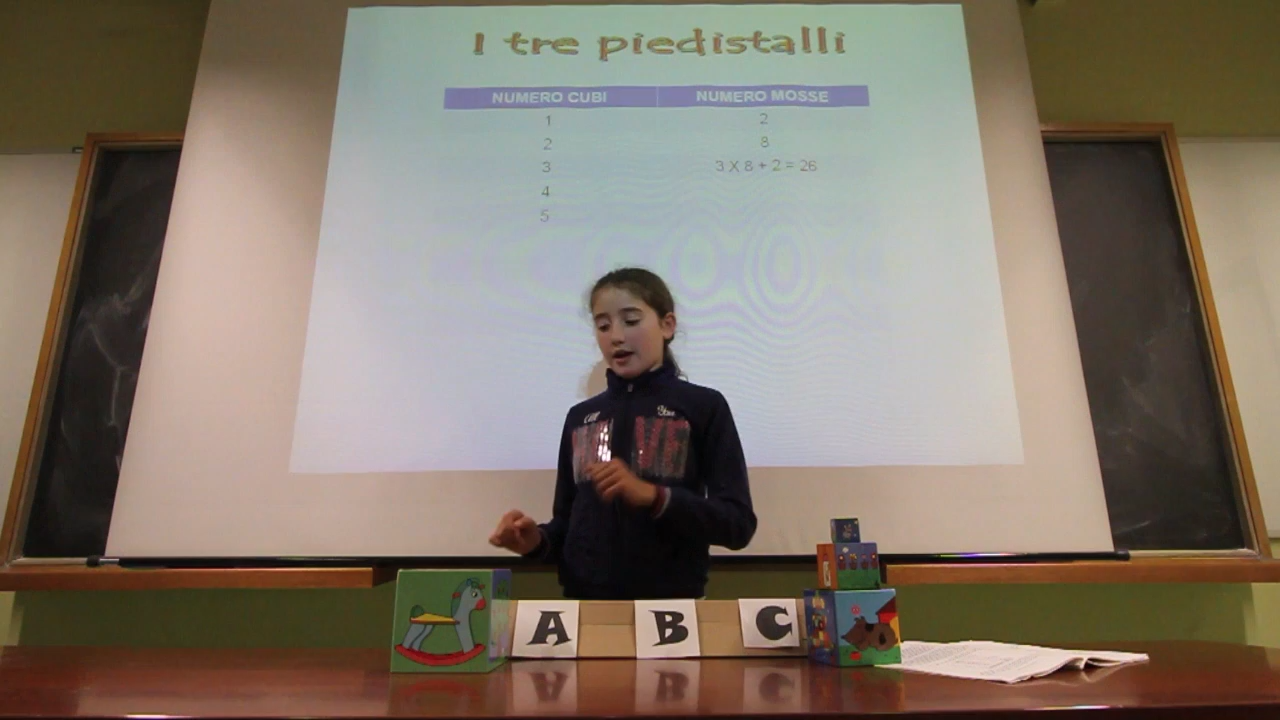 I tre piedistalli
NUMERO CUBI NUMERO MOSSE
1 2
2 8
3 3 X 8 + 2 = 26
4
5
A B C